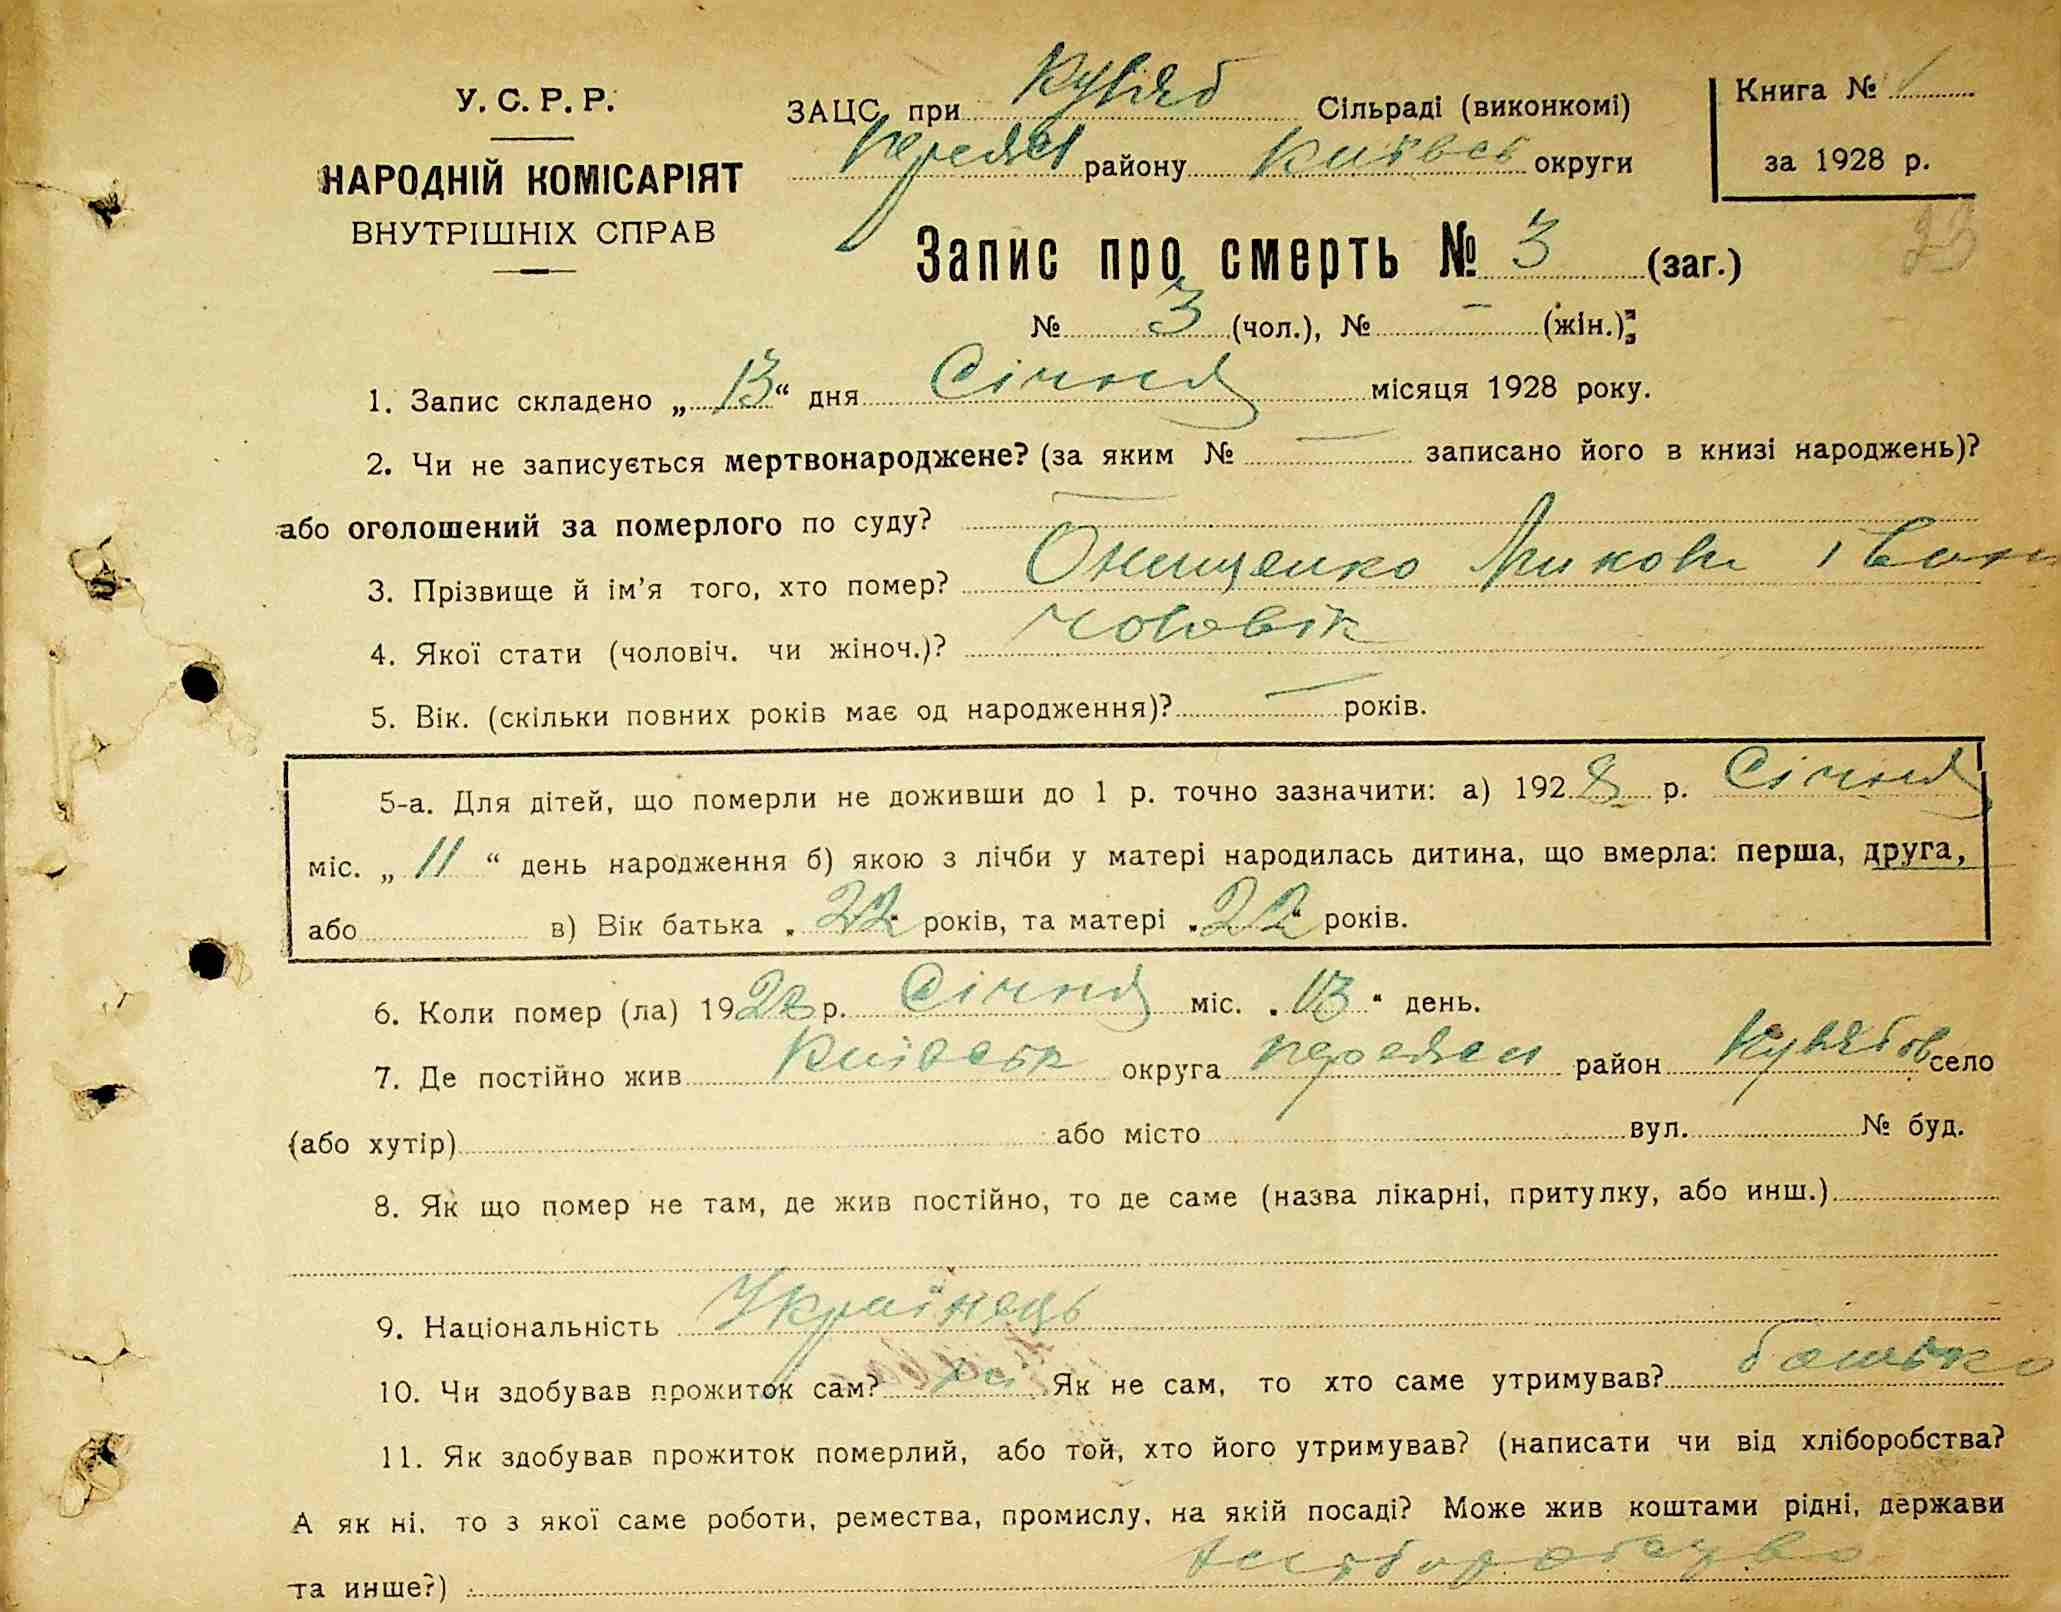 У. С. Р. Р.
НАРОДНІЙ КОМІСАРІЯТ
ВНУТРІШНІХ СПРАВ
ЗАЦС при Сільраді (виконкомі)
району Київськ округи
Книга №
за 1928 р.
Запис про смерть № 3 (заг.)
№ 3 (чол.), № — (жін.);
1. Запис складено „ 13 “ дня Січня місяця 1928 року.
2. Чи не записується мертвонароджене? (за яким № — записано його в книзі народжень)?
або оголошений за померлого по суду? —
3. Прізвище й ім'я того, хто помер? Онищенко Микола Іван
4. Якої стати (чоловіч. чи жіноч.)? чоловік
5. Вік. (скільки повних років має од народження)? — років.
5-а. Для дітей, що померли не доживши до 1 р. точно зазначити: а) 1928 р. Січня
міс. „ 11 “ день народження б) якою з лічби у матері народилась дитина, що вмерла: перша, друга,
або в) Вік батька „ 22 “ років, та матері „ 22 “ років.
6. Коли помер (ла) 1928 р. Січня міс. „ 13 “ день.
7. Де постійно жив Київськ округа район село
(або хутір) або місто вул. № буд.
8. Як що помер не там, де жив постійно, то де саме (назва лікарні, притулку, або инш.)
9. Національність Українець
10. Чи здобував прожиток сам? Як не сам, то хто саме утримував? батько
11. Як здобував прожиток померлий, або той, хто його утримував? (написати чи від хліборобства?
А як ні, то з якої саме роботи, ремества, промислу, на якій посаді? Може жив коштами рідні, держави
та инше?)